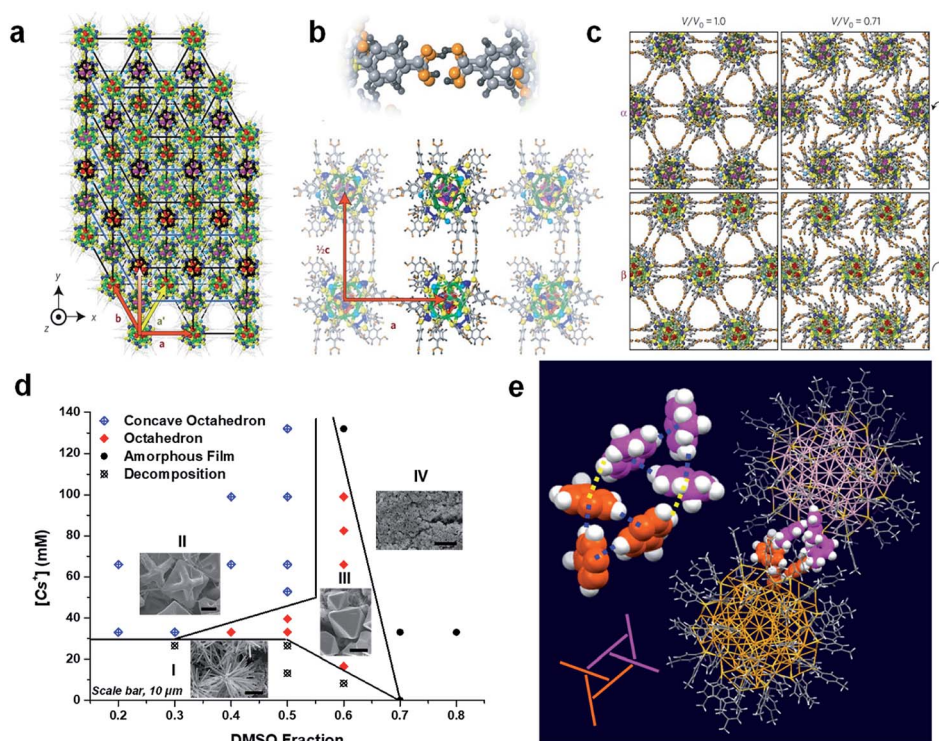 a
b
c
V/V₀ = 1.0
V/V₀ = 0.71
α
β
y
z
x
b
c
a'
a
½c
a
d
140
120
100
80
60
40
20
0
[Cs⁺] (mM)
Concave Octahedron
Octahedron
Amorphous Film
Decomposition
II
IV
III
I
Scale bar, 10 µm
0.2
0.3
0.4
0.5
0.6
0.7
0.8
DMSO Fraction
e